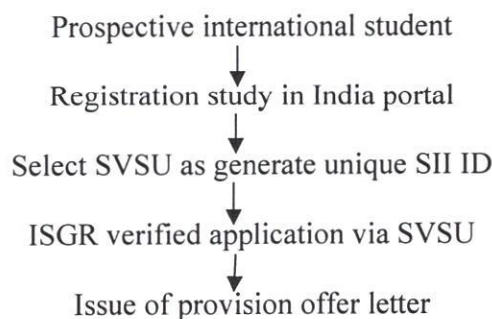 Prospective international student
Registration study in India portal
Select SVSU as generate unique SII ID
ISGR verified application via SVSU
Issue of provision offer letter